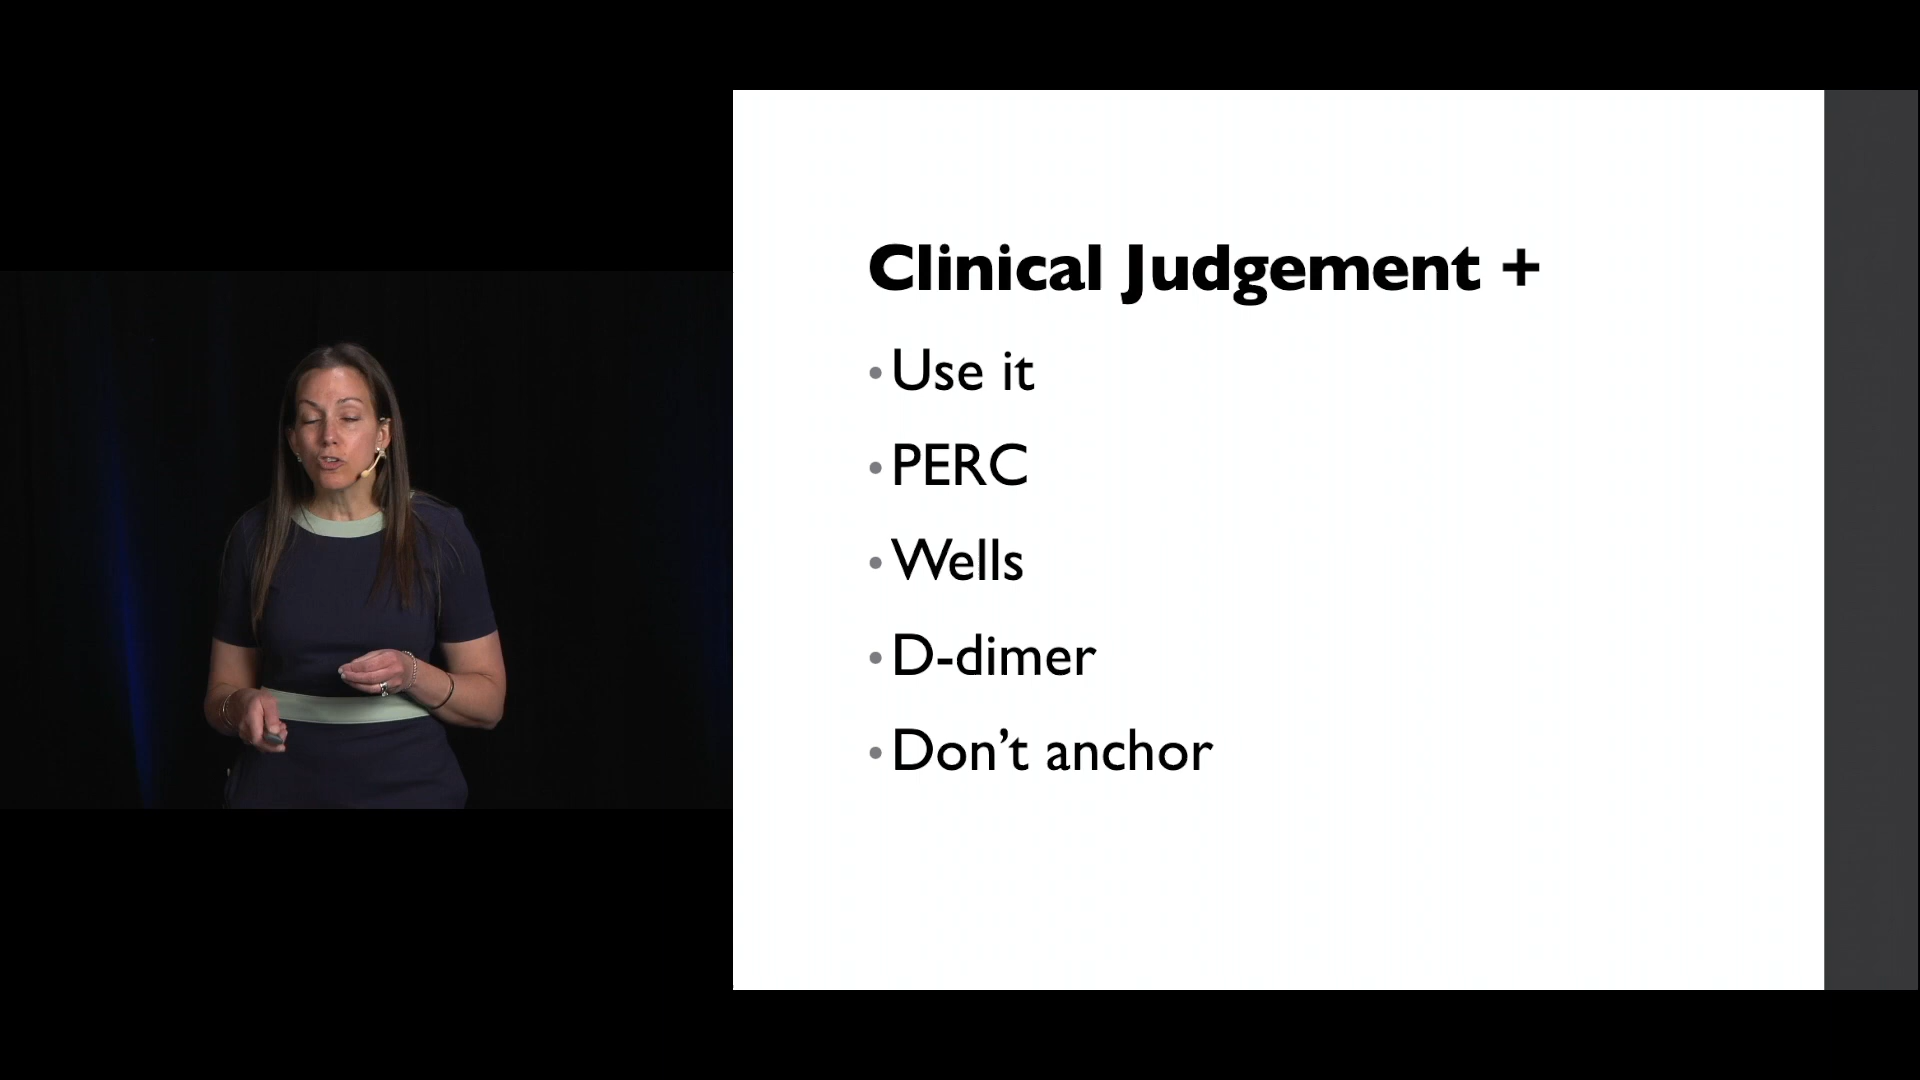 Clinical Judgement +
• Use it
• PERC
• Wells
• D-dimer
• Don’t anchor